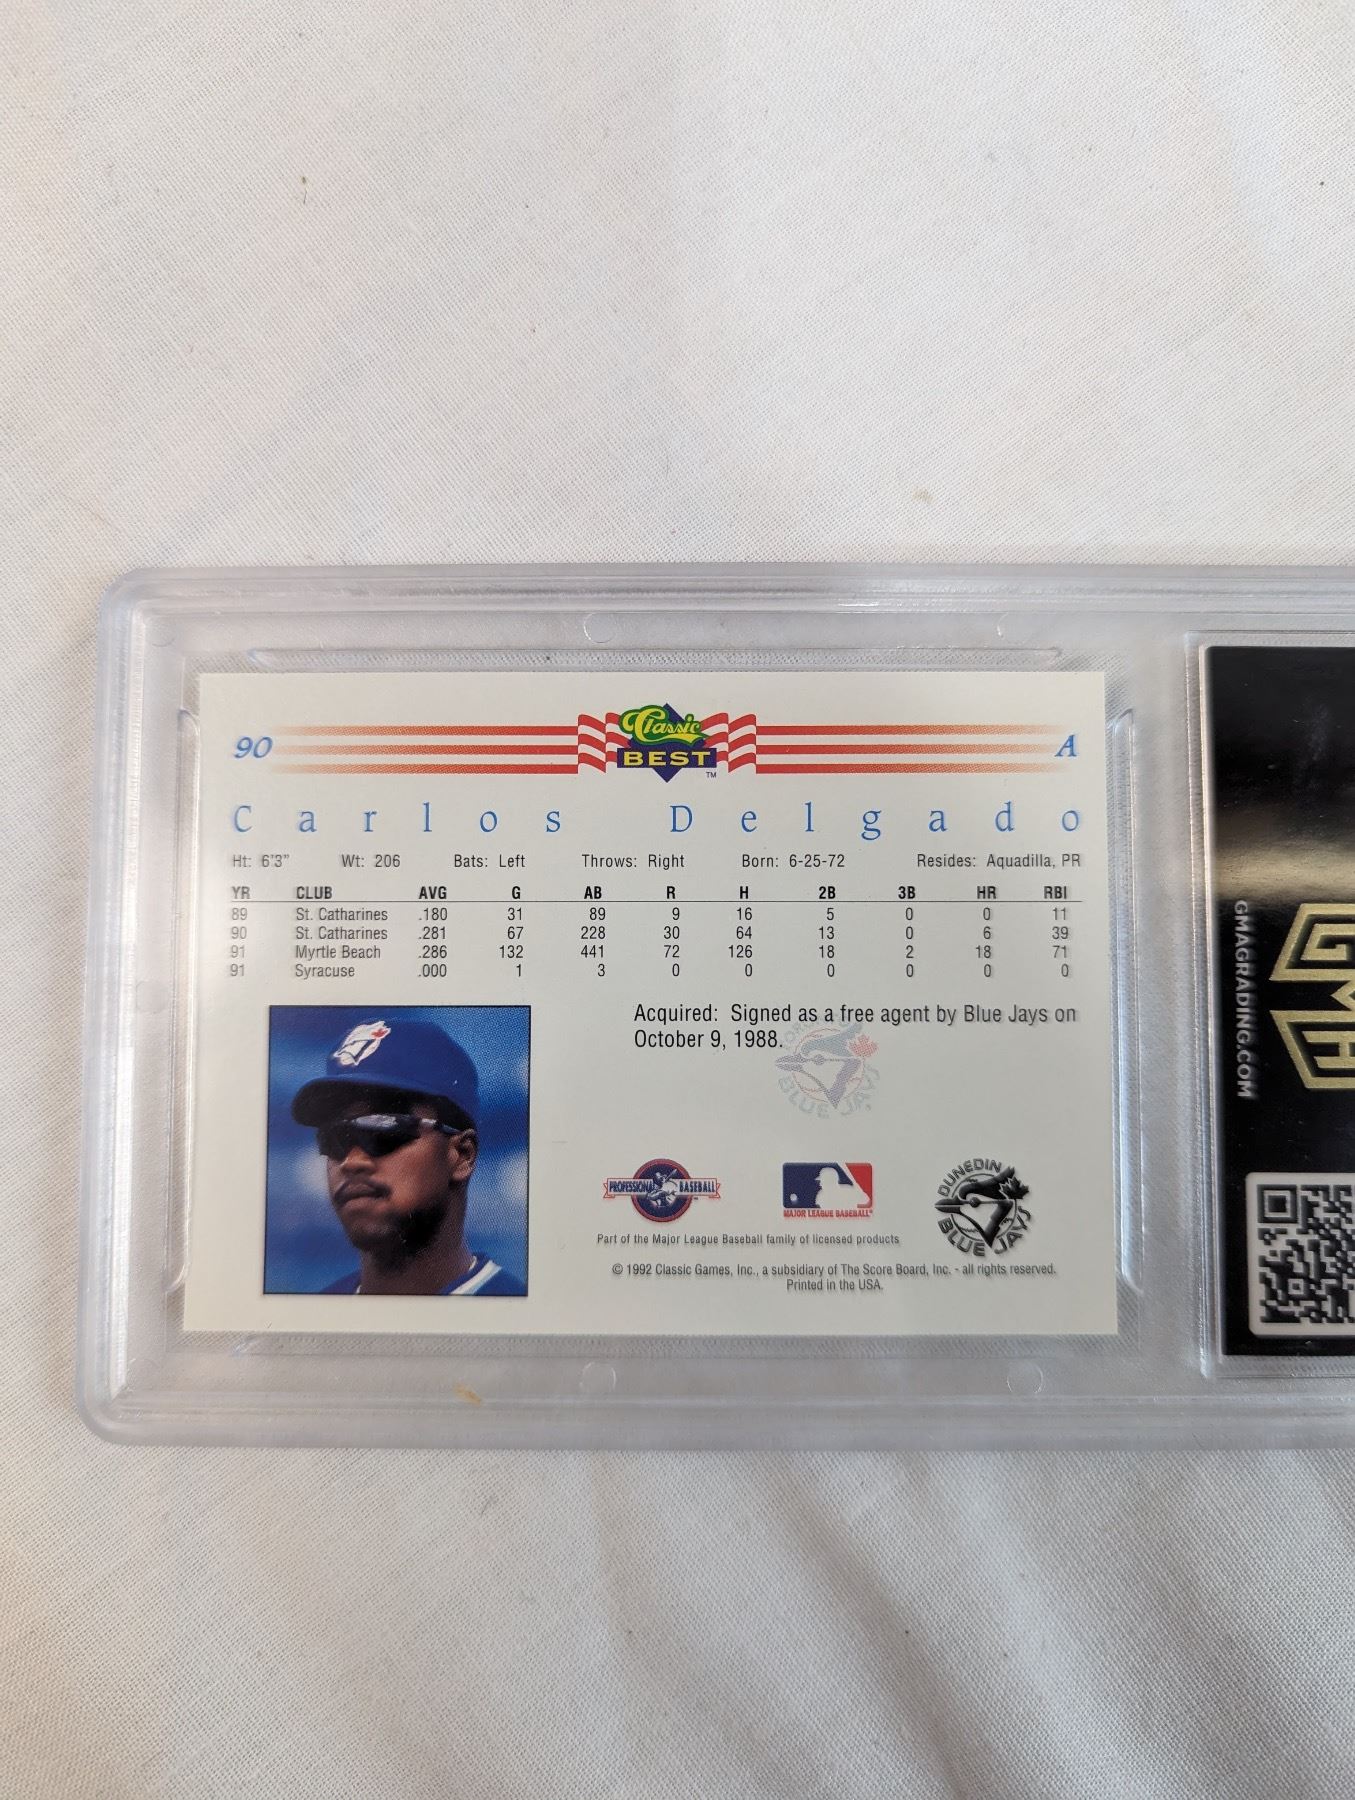 90
Classic
BEST
TM
A
Carlos Delgado
Ht: 6'3" Wt: 206 Bats: Left Throws: Right Born: 6-25-72 Resides: Aquadilla, PR
YR CLUB AVG G AB R H 2B 3B HR RBI
89 St. Catharines .180 31 89 9 16 5 0 0 11
90 St. Catharines .281 67 228 30 64 13 0 6 39
91 Myrtle Beach .286 132 441 72 126 18 2 18 71
91 Syracuse .000 1 3 0 0 0 0 0 0
Acquired: Signed as a free agent by Blue Jays on
October 9, 1988.
BLUE JAYS
PROFESSIONAL BASEBALL
MAJOR LEAGUE BASEBALL
DUNEDIN
BLUE JAYS
Part of the Major League Baseball family of licensed products
© 1992 Classic Games, Inc., a subsidiary of The Score Board, Inc. - all rights reserved.
Printed in the USA.
GMAGRADING.COM
GMA